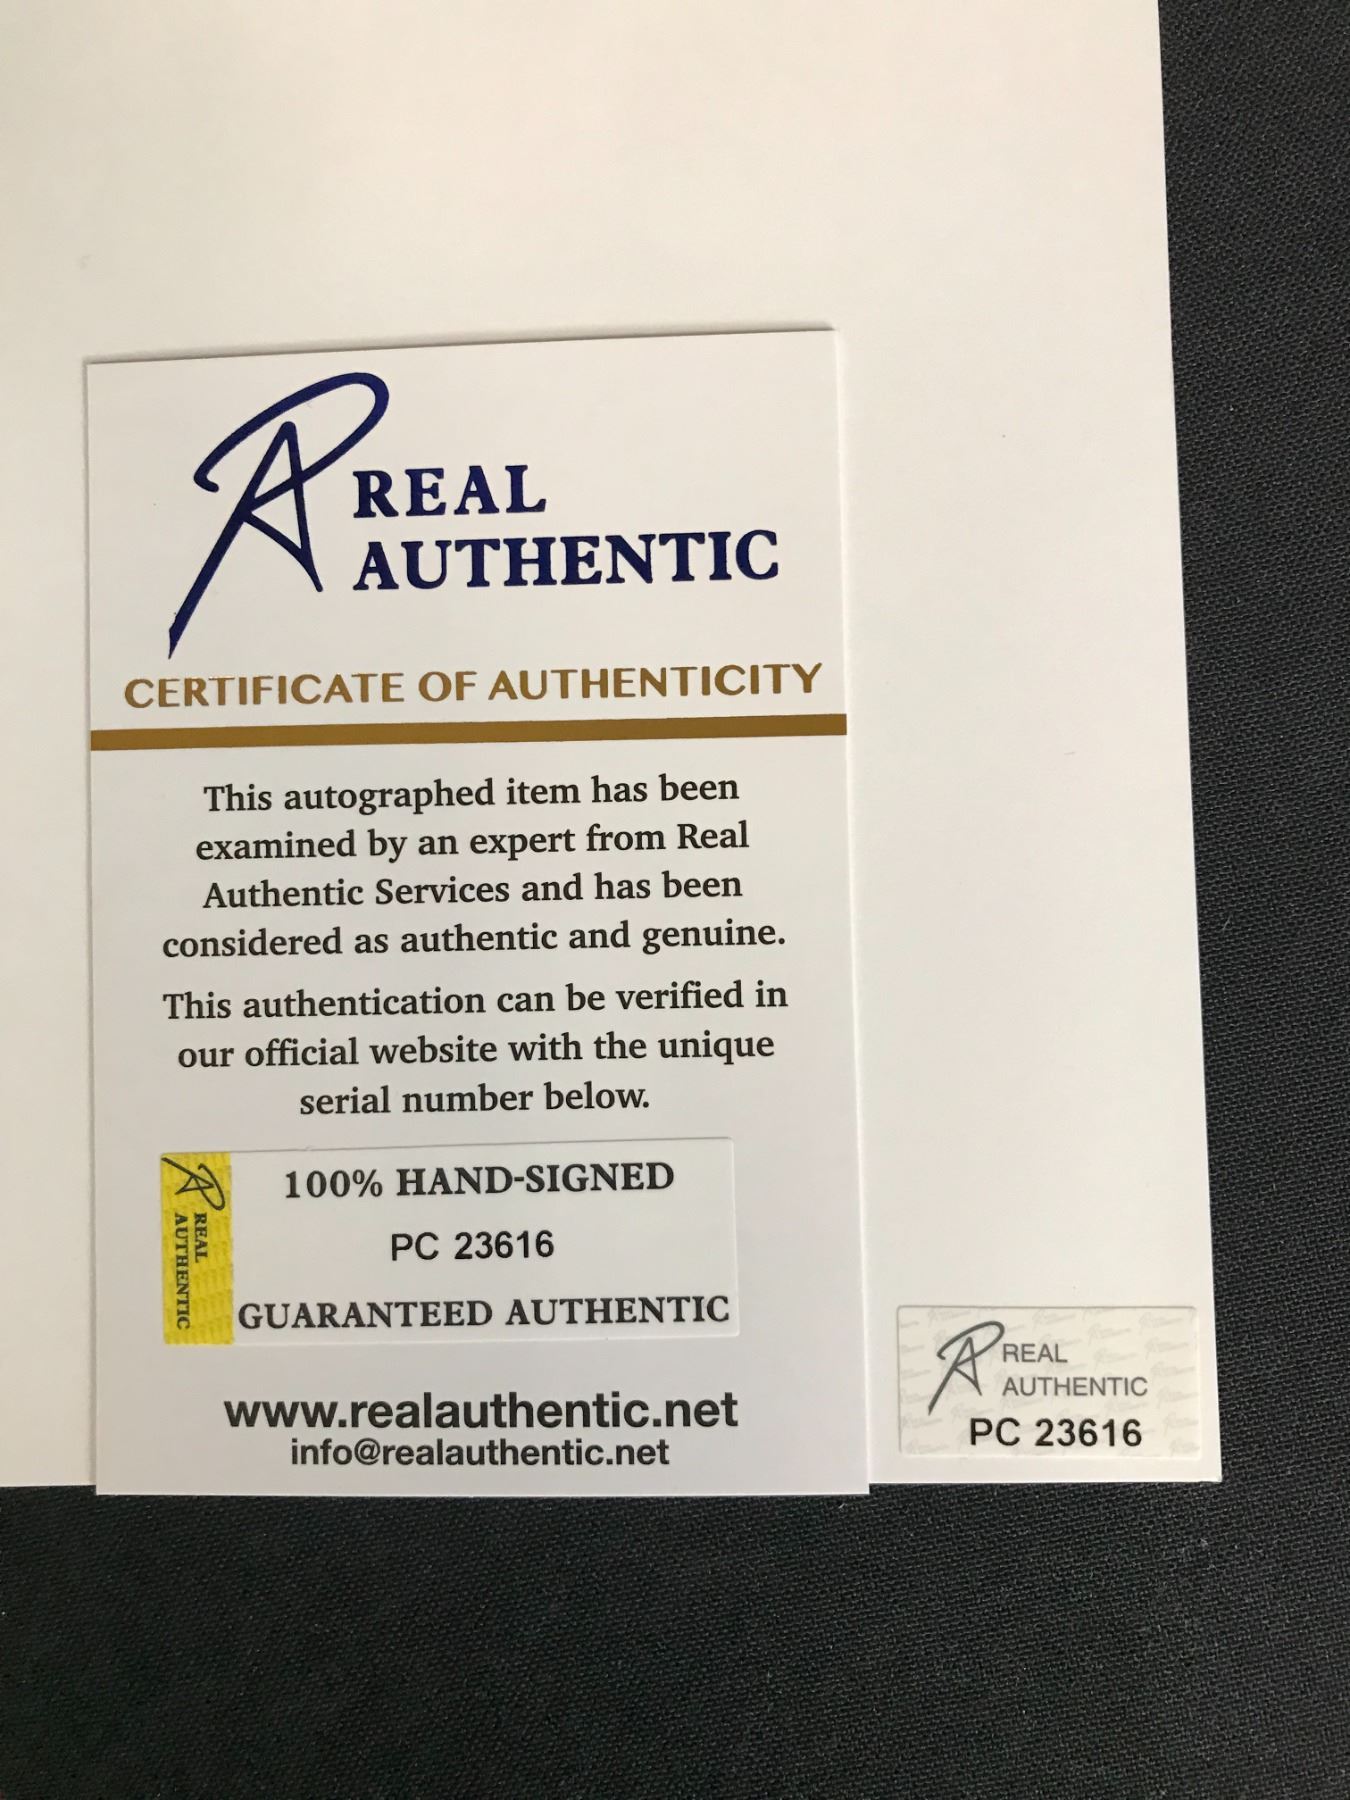 REAL
AUTHENTIC
CERTIFICATE OF AUTHENTICITY
This autographed item has been
examined by an expert from Real
Authentic Services and has been
considered as authentic and genuine.
This authentication can be verified in
our official website with the unique
serial number below.
REAL
AUTHENTIC
100% HAND-SIGNED
PC 23616
GUARANTEED AUTHENTIC
www.realauthentic.net
info@realauthentic.net
REAL
AUTHENTIC
PC 23616